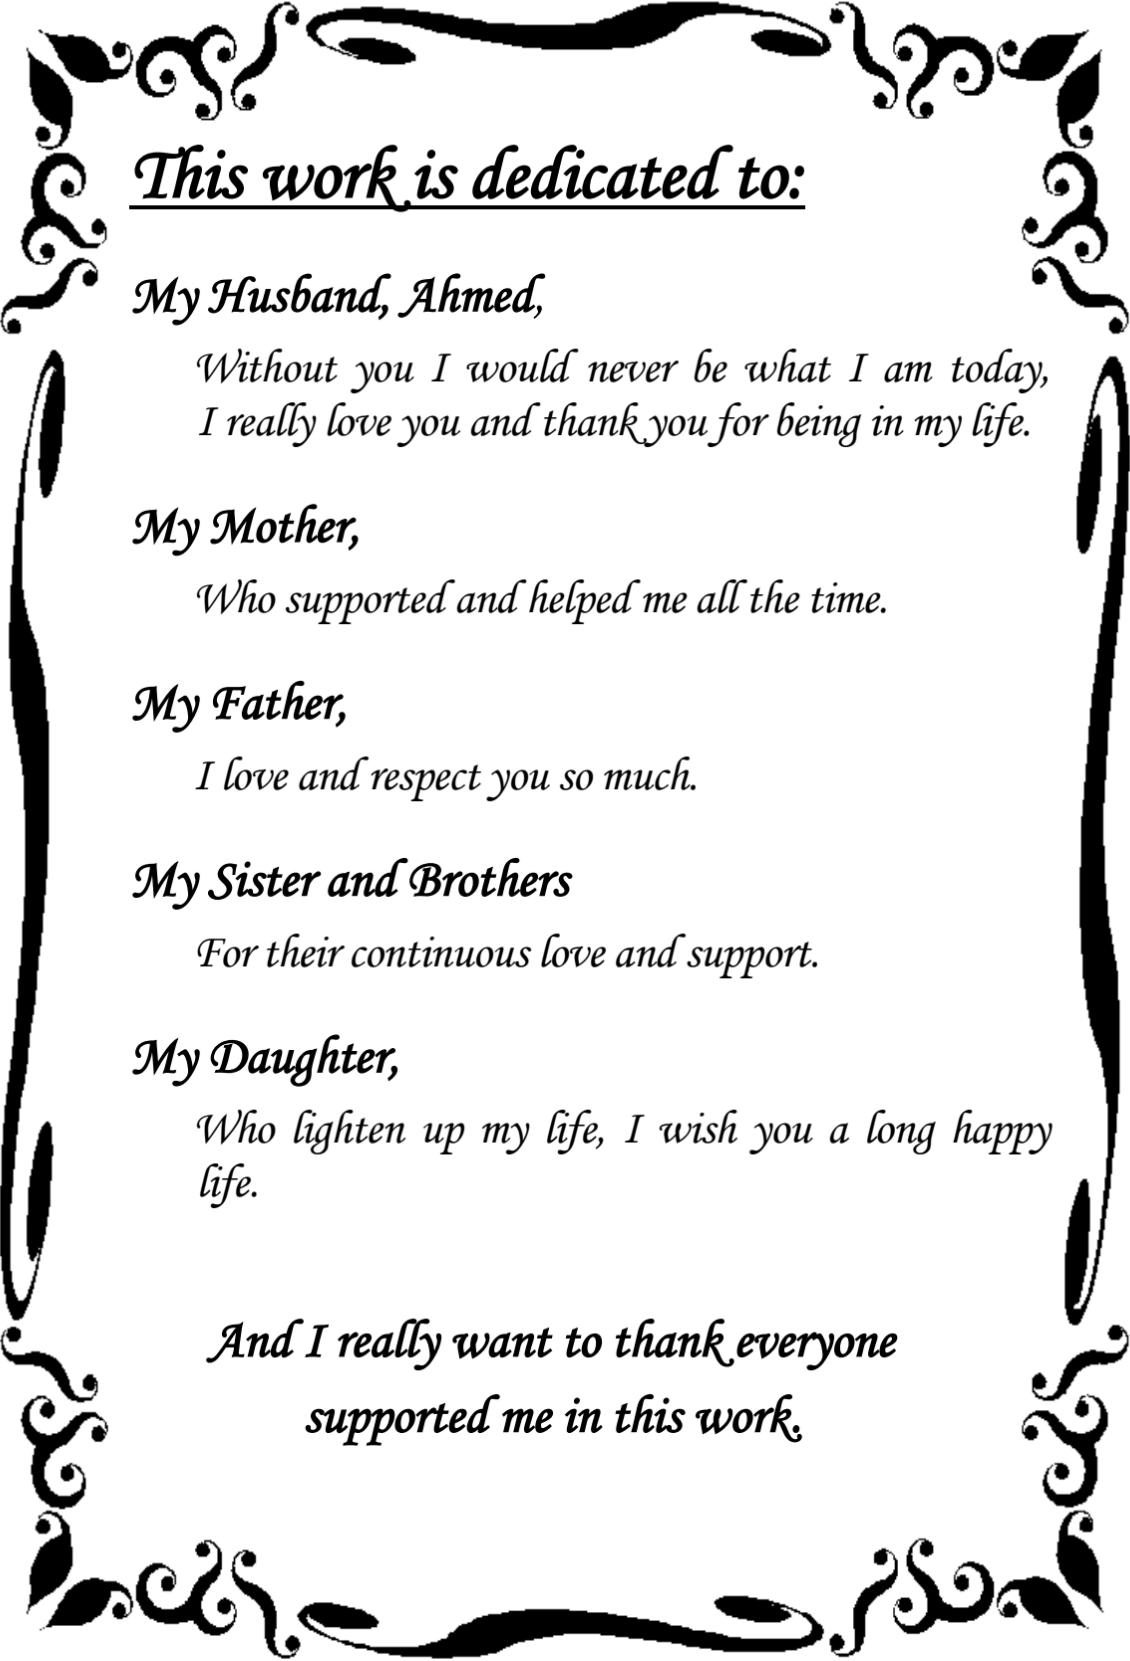 This work is dedicated to:
My Husband, Ahmed,
Without you I would never be what I am today,
I really love you and thank you for being in my life.
My Mother,
Who supported and helped me all the time.
My Father,
I love and respect you so much.
My Sister and Brothers
For their continuous love and support.
My Daughter,
Who lighten up my life, I wish you a long happy
life.
And I really want to thank everyone
supported me in this work.